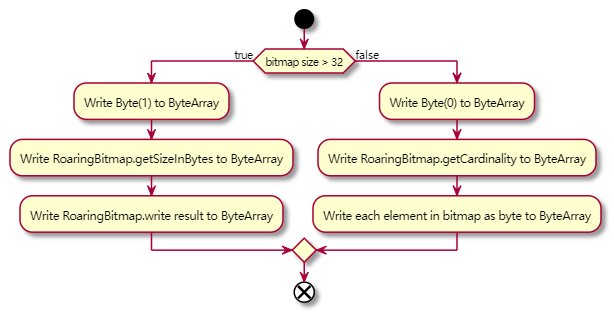 true
bitmap size > 32
false
Write Byte(1) to ByteArray
Write Byte(0) to ByteArray
Write RoaringBitmap.getSizeInBytes to ByteArray
Write RoaringBitmap.getCardinality to ByteArray
Write RoaringBitmap.write result to ByteArray
Write each element in bitmap as byte to ByteArray